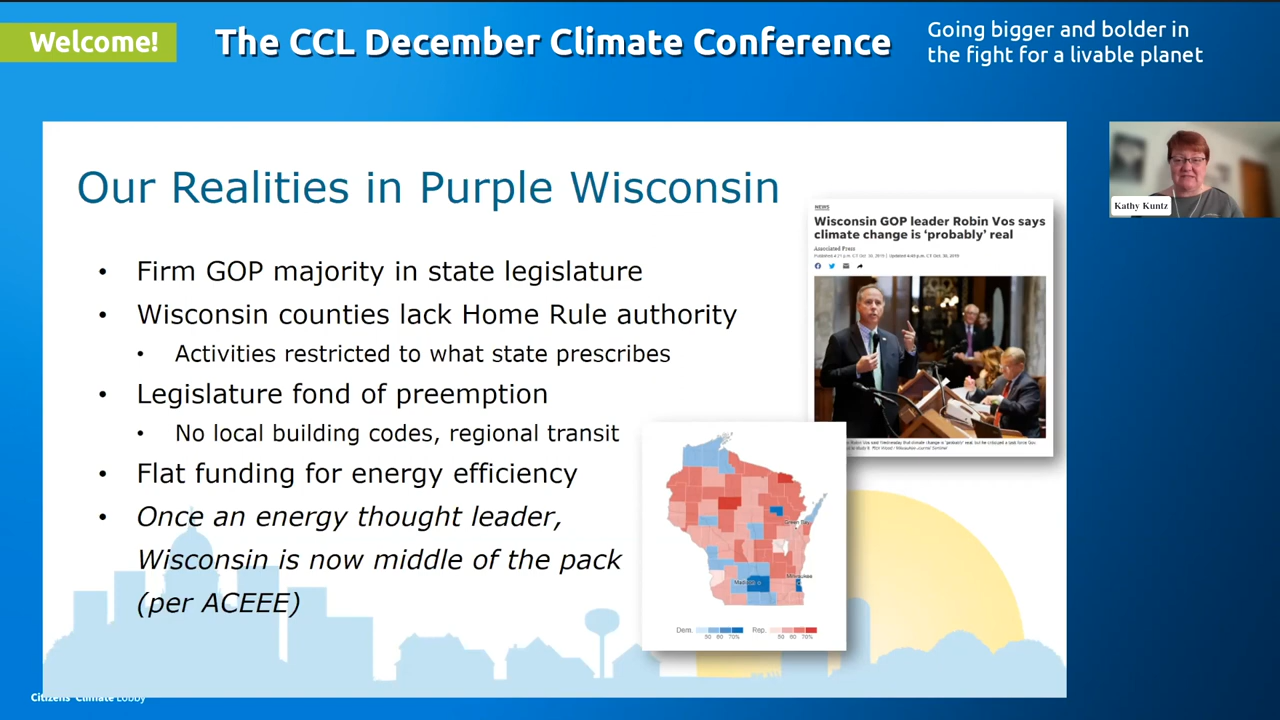 Welcome!
The CCL December Climate Conference
Going bigger and bolder in
the fight for a livable planet
Our Realities in Purple Wisconsin
• Firm GOP majority in state legislature
• Wisconsin counties lack Home Rule authority
• Activities restricted to what state prescribes
• Legislature fond of preemption
• No local building codes, regional transit
• Flat funding for energy efficiency
• Once an energy thought leader,
Wisconsin is now middle of the pack
(per ACEEE)
NEWS
Wisconsin GOP leader Robin Vos says
climate change is ‘probably’ real
Associated Press
Green Bay
Madison
Milwaukee
Dem. Rep.
50 60 70% 50 60 70%
Kathy Kuntz
Citizens' Climate Lobby